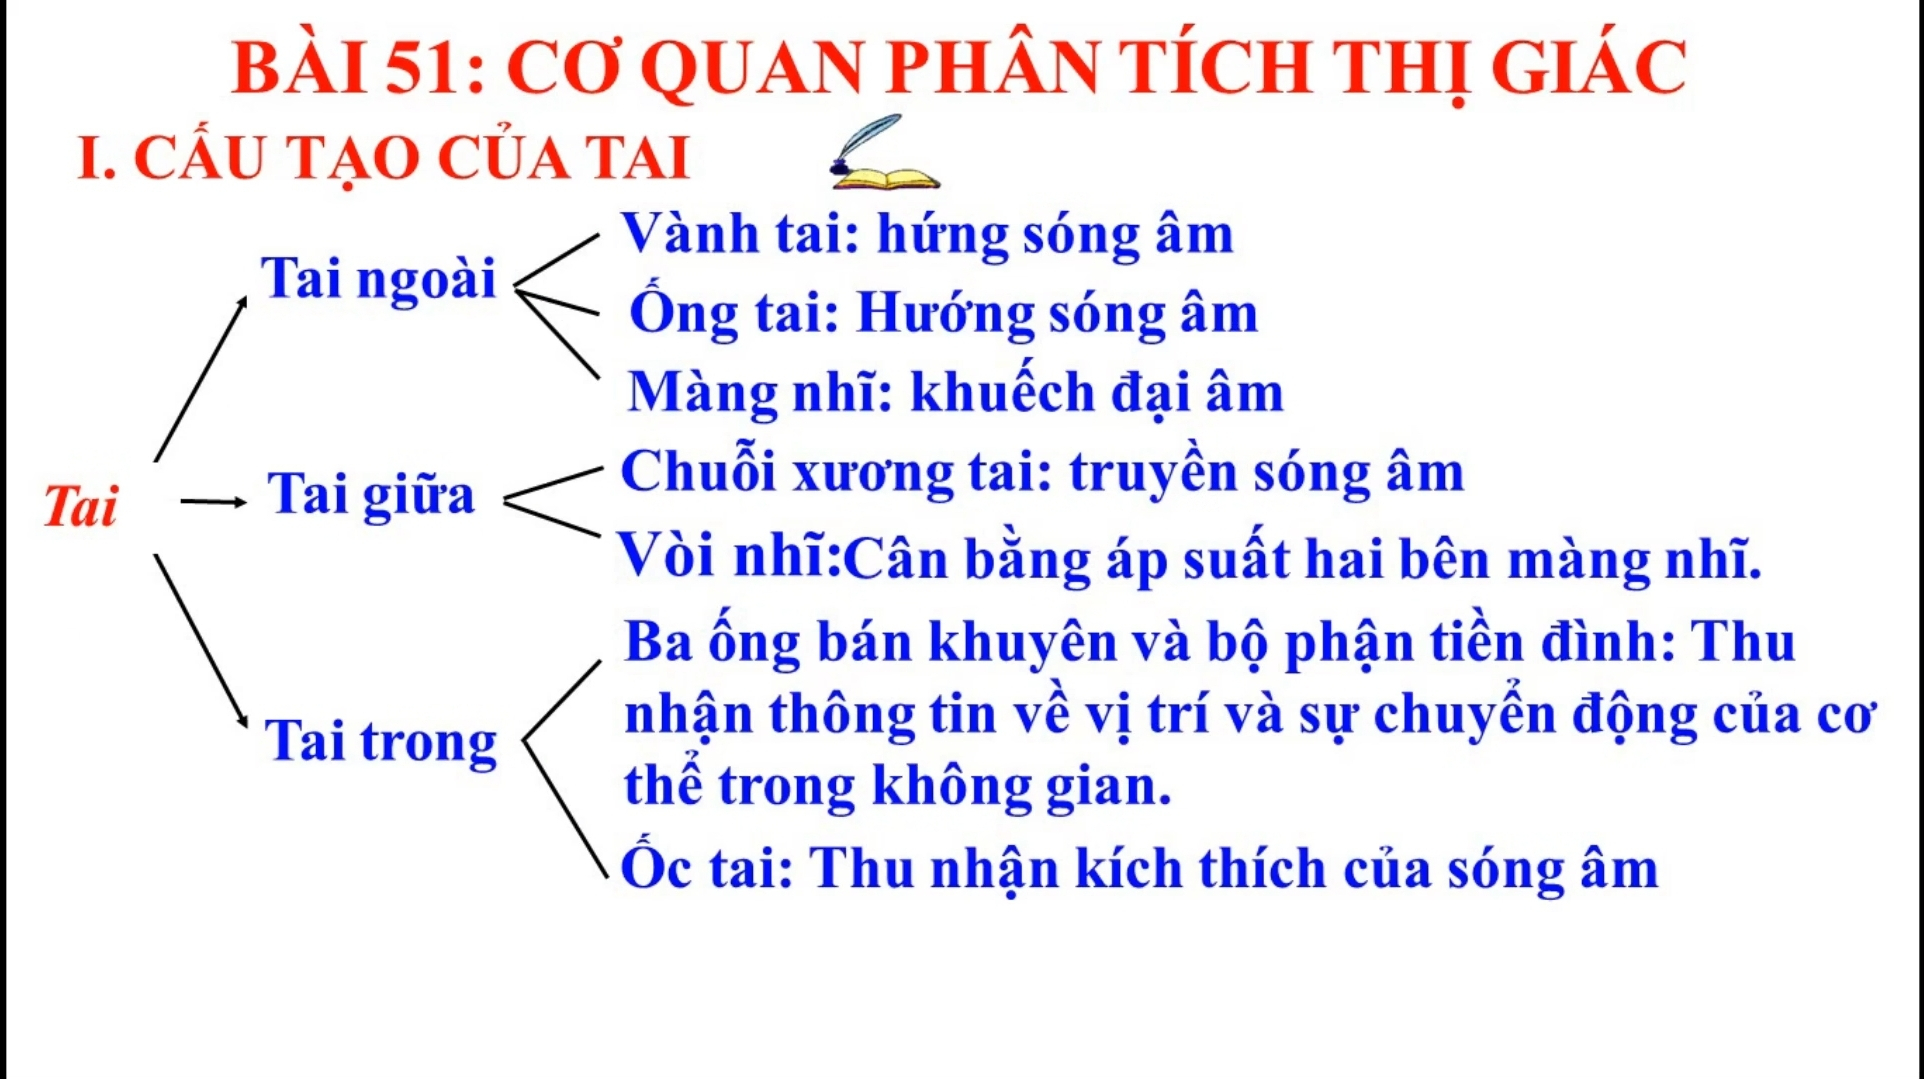 BÀI 51: CƠ QUAN PHÂN TÍCH THỊ GIÁC
I. CẤU TẠO CỦA TAI
Tai
Tai ngoài
Vành tai: hứng sóng âm
Ống tai: Hướng sóng âm
Màng nhĩ: khuếch đại âm
Tai giữa
Chuỗi xương tai: truyền sóng âm
Vòi nhĩ:Cân bằng áp suất hai bên màng nhĩ.
Tai trong
Ba ống bán khuyên và bộ phận tiền đình: Thu
nhận thông tin về vị trí và sự chuyển động của cơ
thể trong không gian.
Ốc tai: Thu nhận kích thích của sóng âm